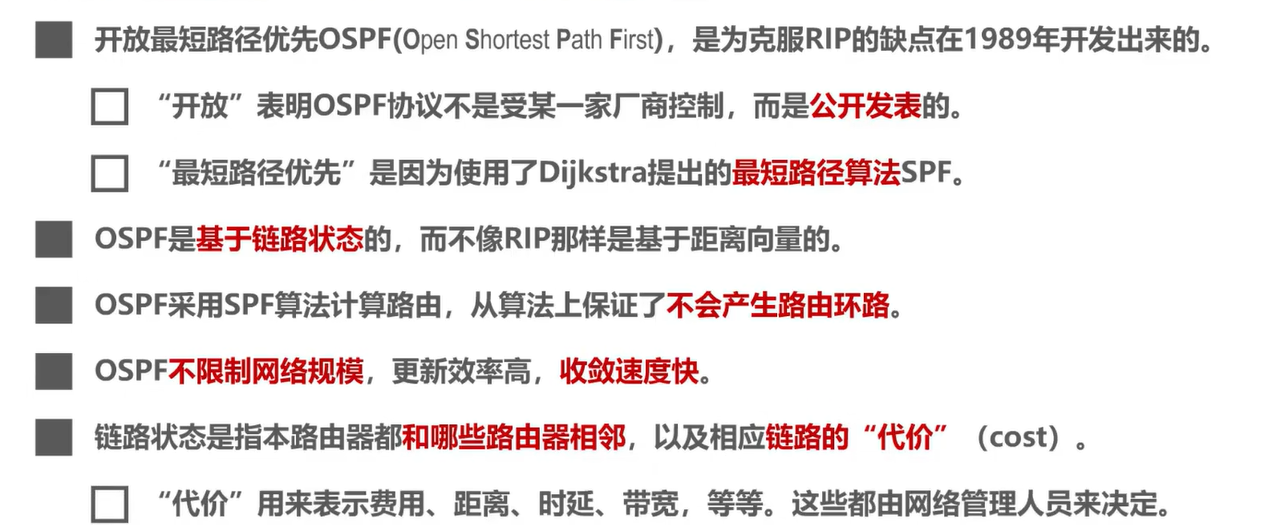 开放最短路径优先OSPF(Open Shortest Path First)，是为克服RIP的缺点在1989年开发出来的。
“开放”表明OSPF协议不是受某一家厂商控制，而是公开发表的。
“最短路径优先”是因为使用了Dijkstra提出的最短路径算法SPF。
OSPF是基于链路状态的，而不像RIP那样是基于距离向量的。
OSPF采用SPF算法计算路由，从算法上保证了不会产生路由环路。
OSPF不限制网络规模，更新效率高，收敛速度快。
链路状态是指本路由器都和哪些路由器相邻，以及相应链路的“代价”（cost）。
“代价”用来表示费用、距离、时延、带宽，等等。这些都由网络管理人员来决定。